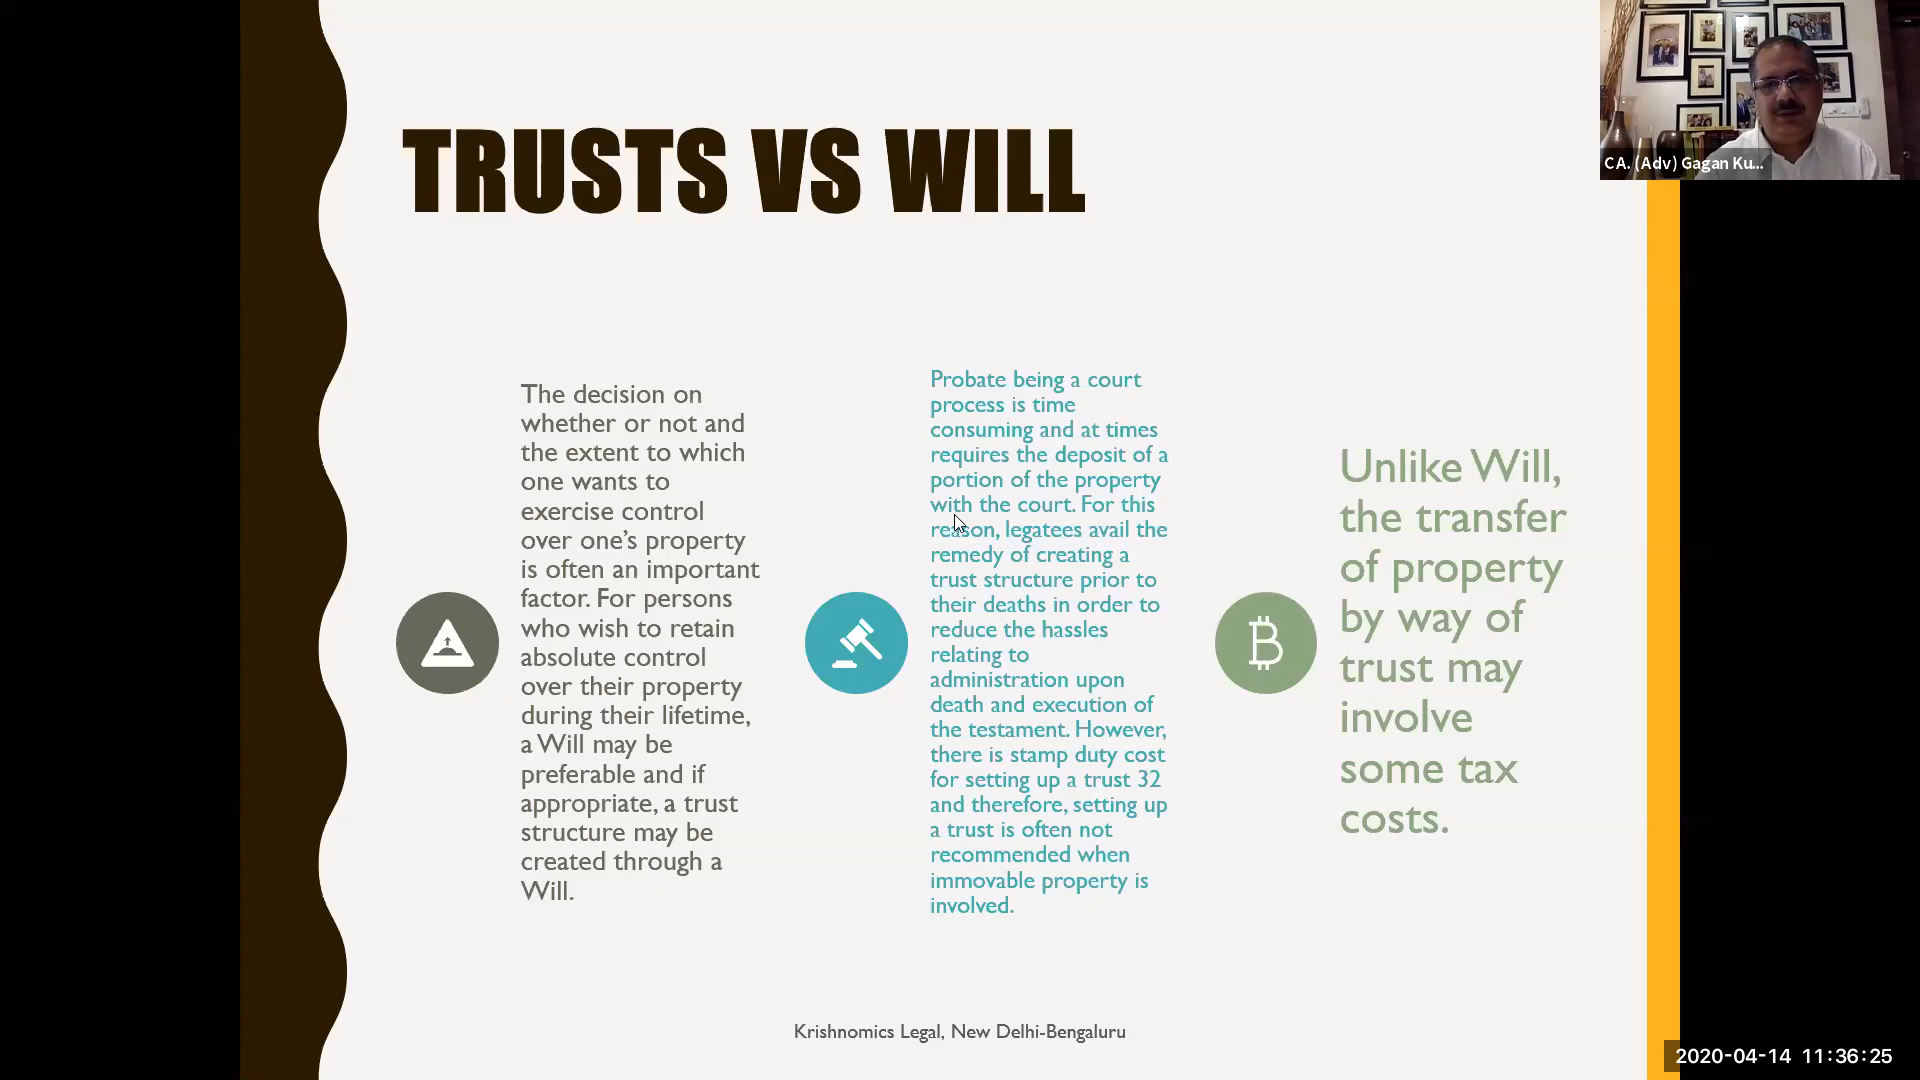 TRUSTS VS WILL
CA. (Adv) Gagan Ku...
The decision on
whether or not and
the extent to which
one wants to
exercise control
over one’s property
is often an important
factor. For persons
who wish to retain
absolute control
over their property
during their lifetime,
a Will may be
preferable and if
appropriate, a trust
structure may be
created through a
Will.
Probate being a court
process is time
consuming and at times
requires the deposit of a
portion of the property
with the court. For this
reason, legatees avail the
remedy of creating a
trust structure prior to
their deaths in order to
reduce the hassles
relating to
administration upon
death and execution of
the testament. However,
there is stamp duty cost
for setting up a trust 32
and therefore, setting up
a trust is often not
recommended when
immovable property is
involved.
Unlike Will,
the transfer
of property
by way of
trust may
involve
some tax
costs.
Krishnomics Legal, New Delhi-Bengaluru
2020-04-14 11:36:25